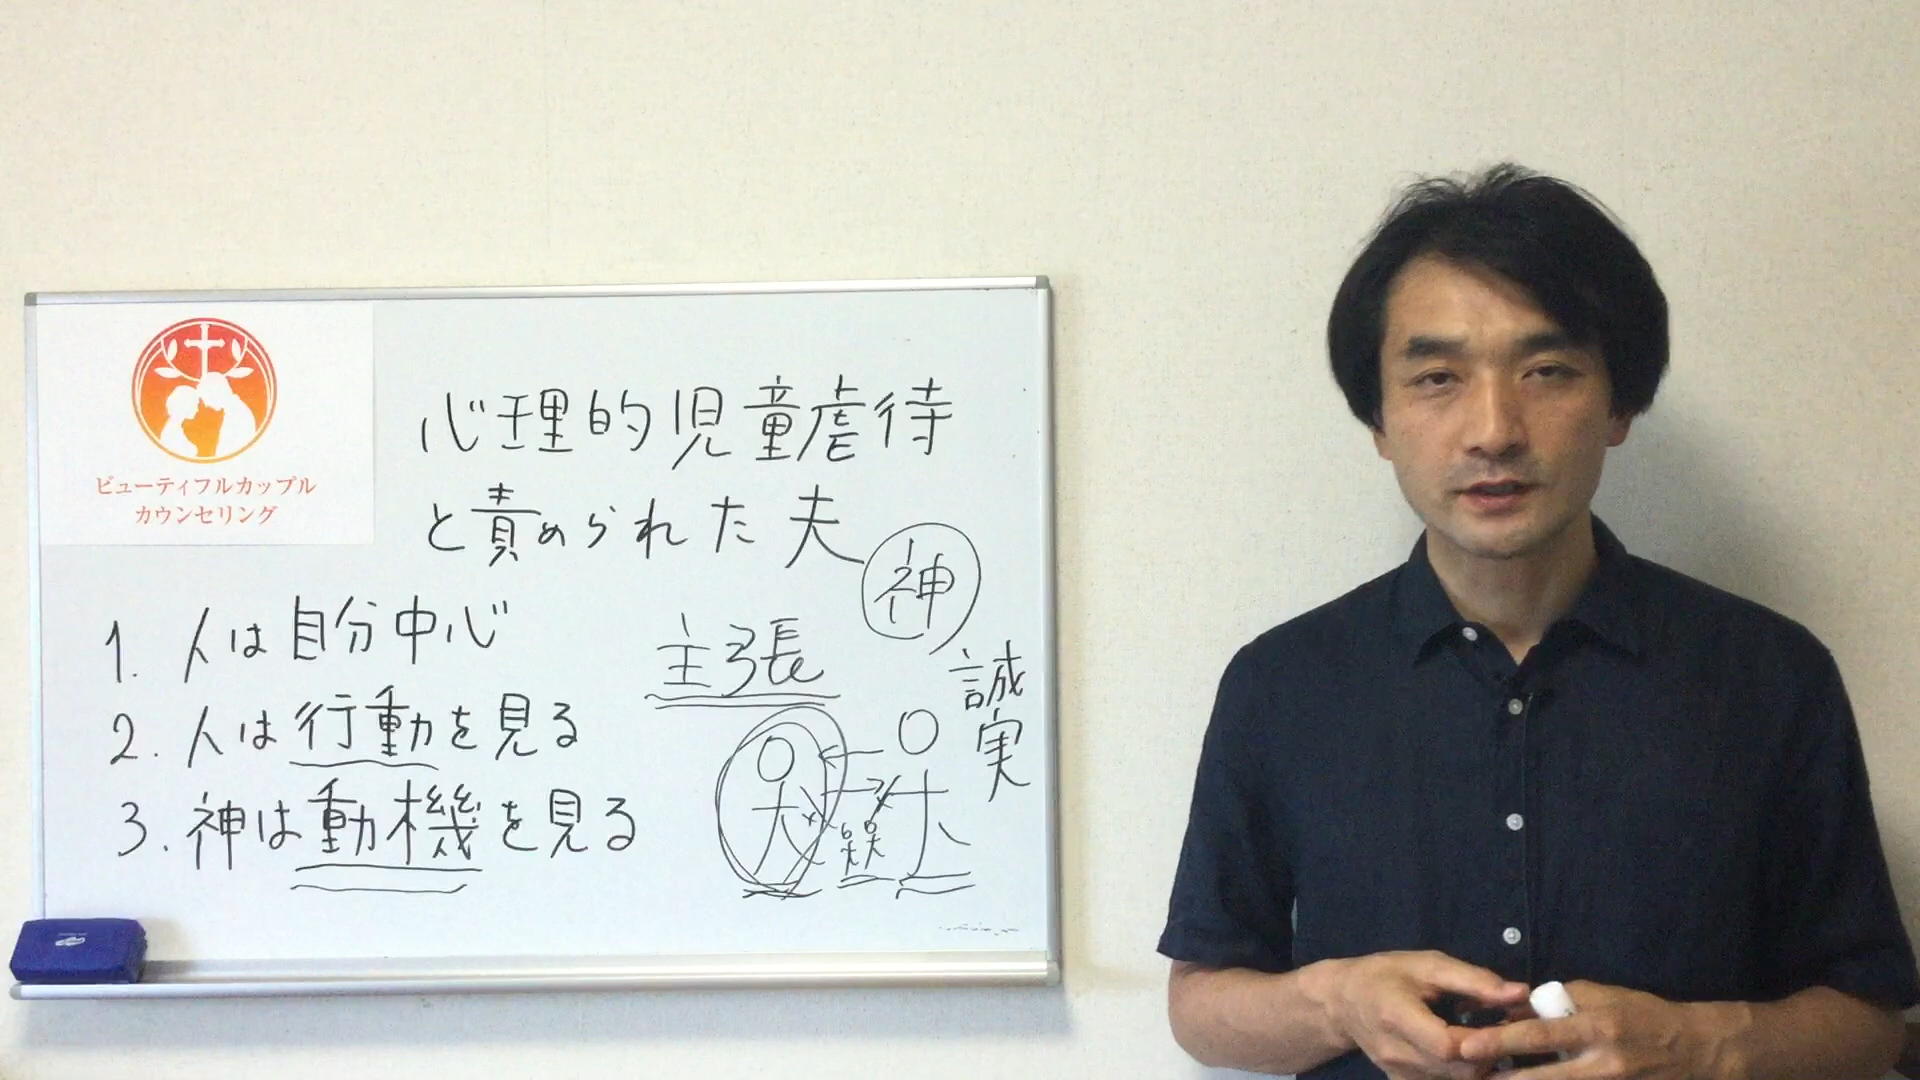 ビューティフルカップル
カウンセリング
心理的児童虐待
と責められた夫
神
1. 人は自分中心
主張
誠実
2. 人は行動を見る
3. 神は動機を見る